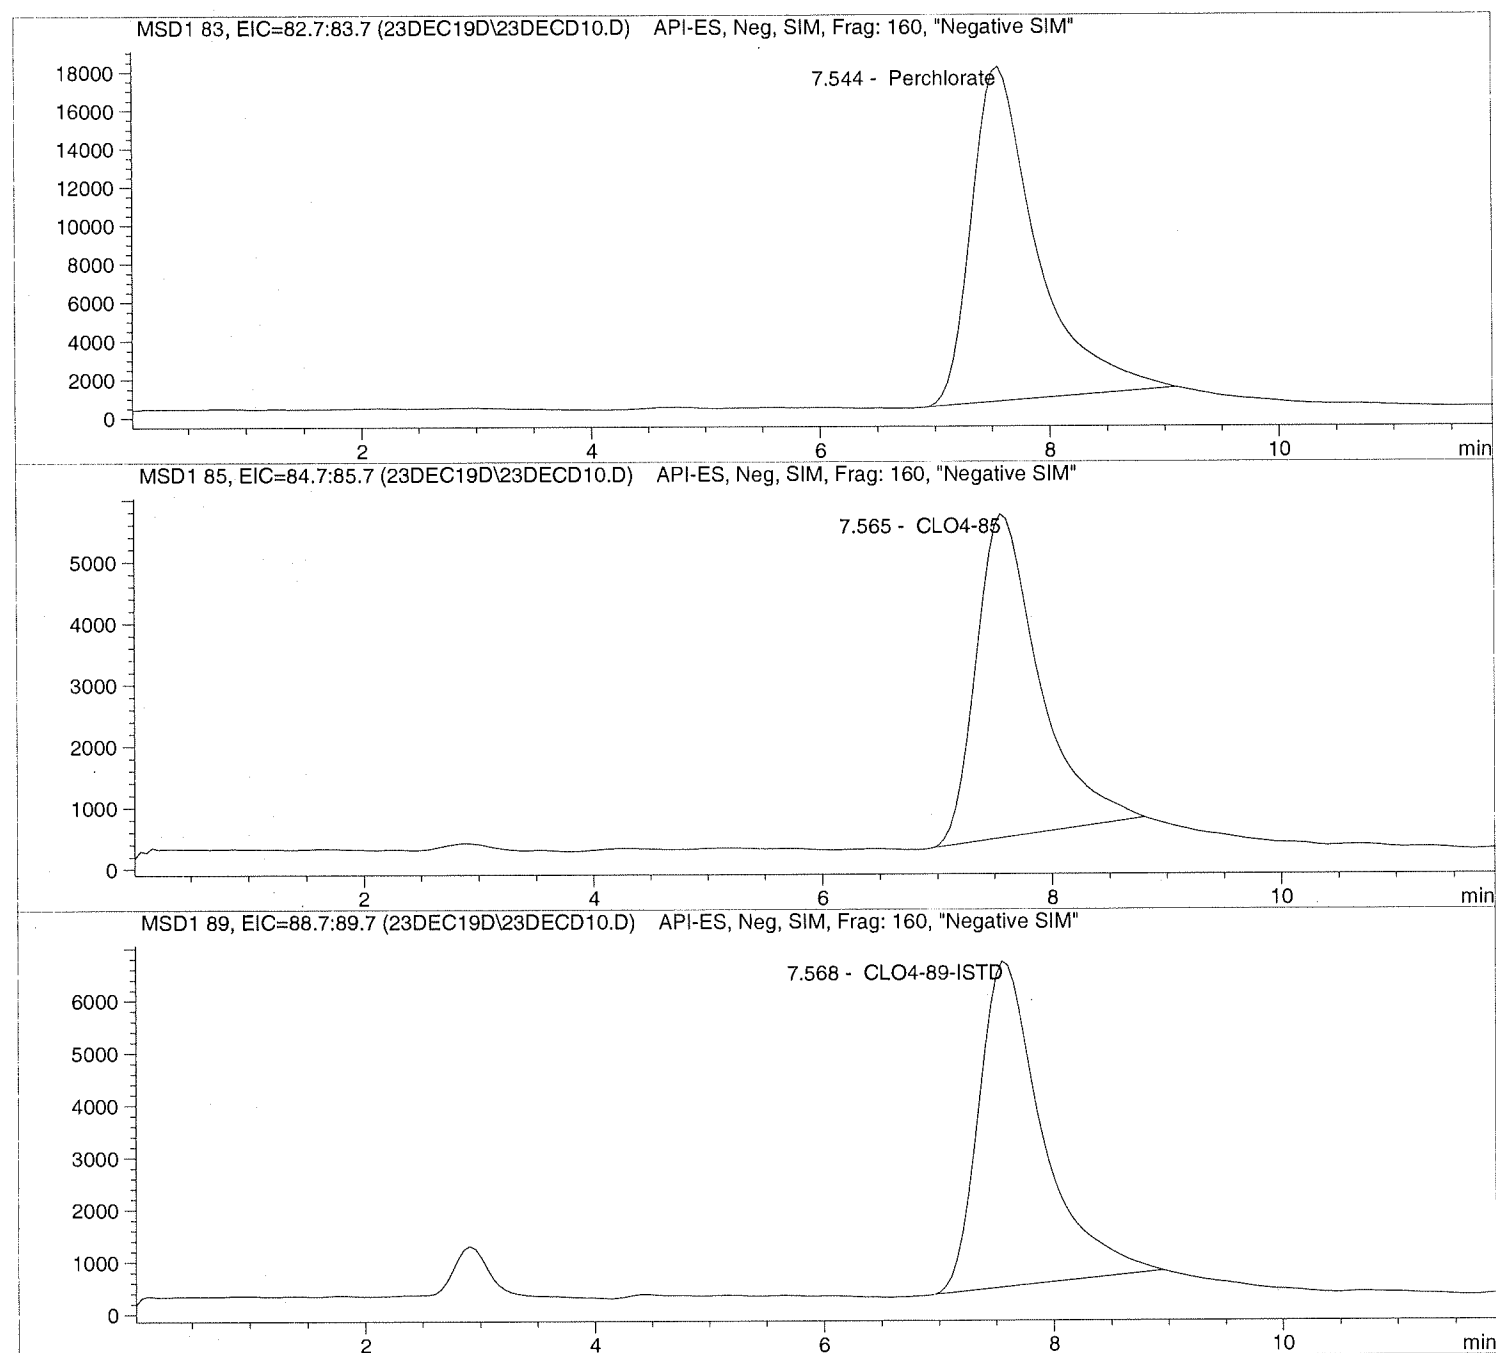 MSD1 83, EIC=82.7:83.7 (23DEC19D\23DECD10.D) API-ES, Neg, SIM, Frag: 160, "Negative SIM"
18000
7.544 - Perchlorate
16000
14000
12000
10000
8000
6000
4000
2000
0
2 4 6 8 10 min
MSD1 85, EIC=84.7:85.7 (23DEC19D\23DECD10.D) API-ES, Neg, SIM, Frag: 160, "Negative SIM"
7.565 - CLO4-85
5000
4000
3000
2000
1000
0
2 4 6 8 10 min
MSD1 89, EIC=88.7:89.7 (23DEC19D\23DECD10.D) API-ES, Neg, SIM, Frag: 160, "Negative SIM"
7.568 - CLO4-89-ISTD
6000
5000
4000
3000
2000
1000
0
2 4 6 8 10 min